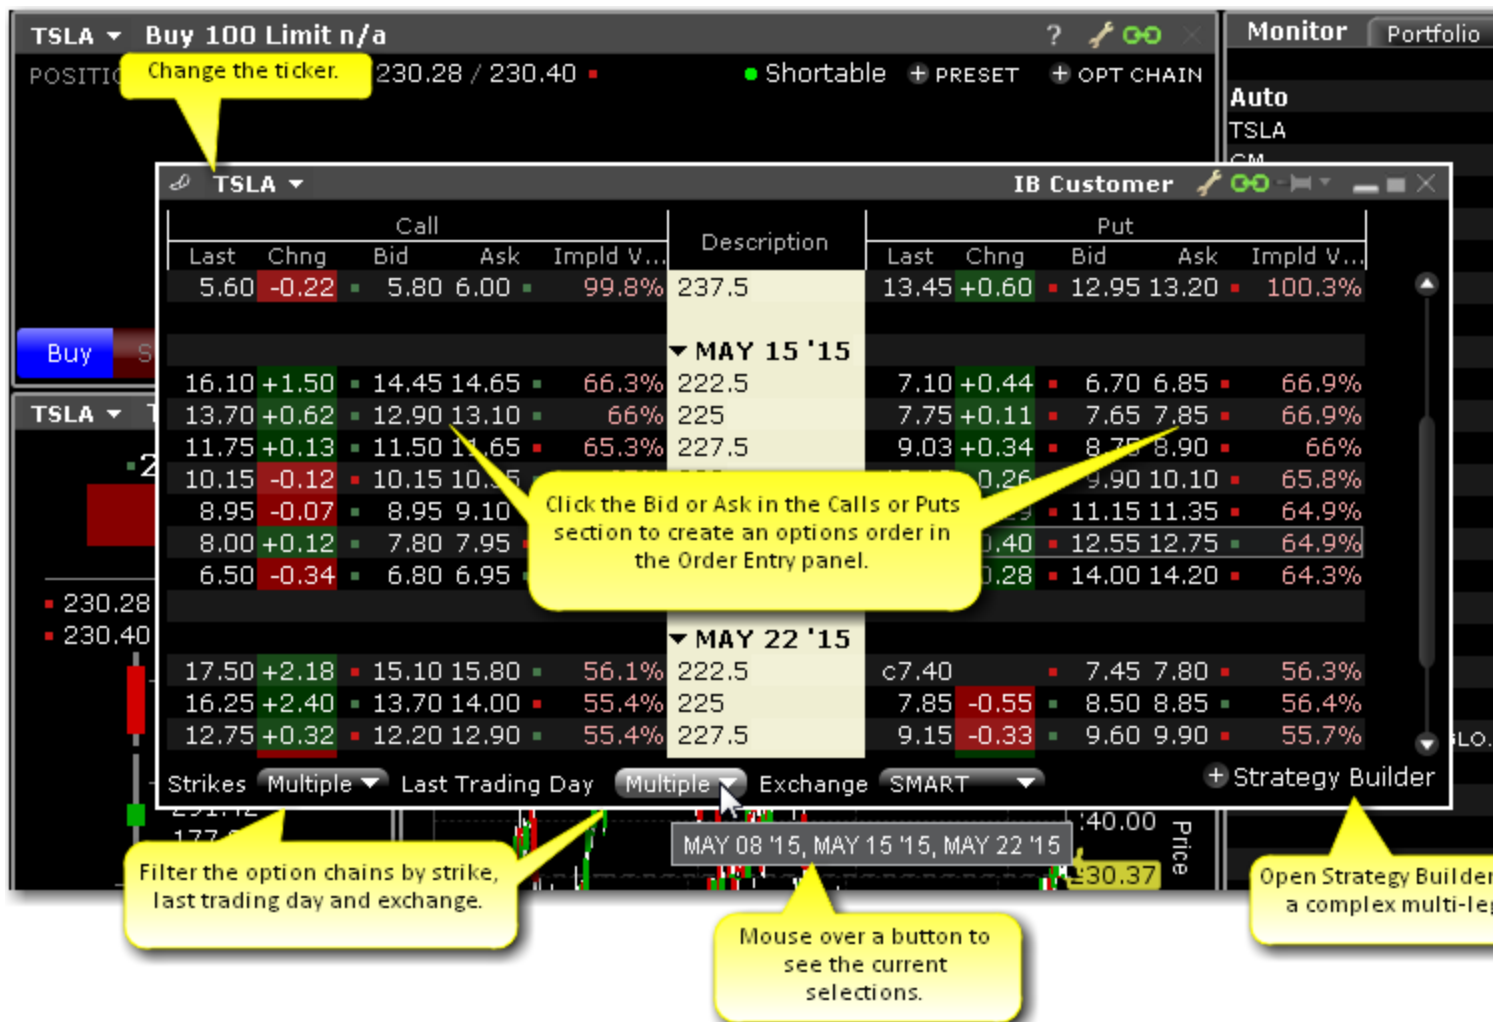 TSLA Buy 100 Limit n/a ?
Monitor Portfolio
Change the ticker.
230.28 / 230.40 Shortable + PRESET + OPT CHAIN
Auto
TSLA
TSLA IB Customer
Call Description Put
Last Chng Bid Ask Impld V... Last Chng Bid Ask Impld V...
5.60 -0.22 5.80 6.00 99.8% 237.5 13.45 +0.60 12.95 13.20 100.3%
Buy
MAY 15 '15
16.10 +1.50 14.45 14.65 66.3% 222.5 7.10 +0.44 6.70 6.85 66.9%
TSLA
13.70 +0.62 12.90 13.10 66% 225 7.75 +0.11 7.65 7.85 66.9%
11.75 +0.13 11.50 65.3% 227.5 9.03 +0.34 8.90 66%
10.15 -0.12 10.15 9.90 10.10 65.8%
8.95 -0.07 8.95 9.10 11.15 11.35 64.9%
8.00 +0.12 7.80 7.95 12.55 12.75 64.9%
6.50 -0.34 6.80 6.95 14.00 14.20 64.3%
Click the Bid or Ask in the Calls or Puts
section to create an options order in
the Order Entry panel.
230.28
230.40
MAY 22 '15
17.50 +2.18 15.10 15.80 56.1% 222.5 c7.40 7.45 7.80 56.3%
16.25 +2.40 13.70 14.00 55.4% 225 7.85 -0.55 8.50 8.85 56.4%
12.75 +0.32 12.20 12.90 55.4% 227.5 9.15 -0.33 9.60 9.90 55.7%
Strikes Multiple Last Trading Day Multiple Exchange SMART + Strategy Builder
MAY 08 '15, MAY 15 '15, MAY 22 '15
Price
Filter the option chains by strike,
last trading day and exchange.
Mouse over a button to
see the current
selections.
Open Strategy Builder
a complex